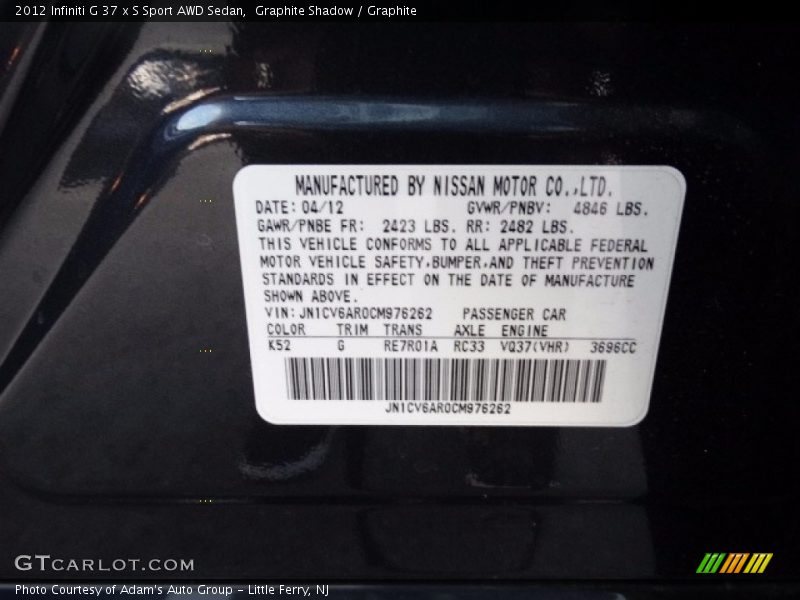 2012 Infiniti G 37 x S Sport AWD Sedan,  Graphite Shadow / Graphite
MANUFACTURED BY NISSAN MOTOR CO.,LTD.
DATE: 04/12 GVWR/PNBV: 4846 LBS.
GAWR/PNBE FR: 2423 LBS. RR: 2482 LBS.
THIS VEHICLE CONFORMS TO ALL APPLICABLE FEDERAL
MOTOR VEHICLE SAFETY,BUMPER,AND THEFT PREVENTION
STANDARDS IN EFFECT ON THE DATE OF MANUFACTURE
SHOWN ABOVE.
VIN: JN1CV6AR0CM976262 PASSENGER CAR
COLOR TRIM TRANS AXLE ENGINE
K52 G RE7R01A RC33 VQ37(VHR) 3696CC
JN1CV6AR0CM976262
GTCARLOT.COM
Photo Courtesy of Adam's Auto Group - Little Ferry, NJ